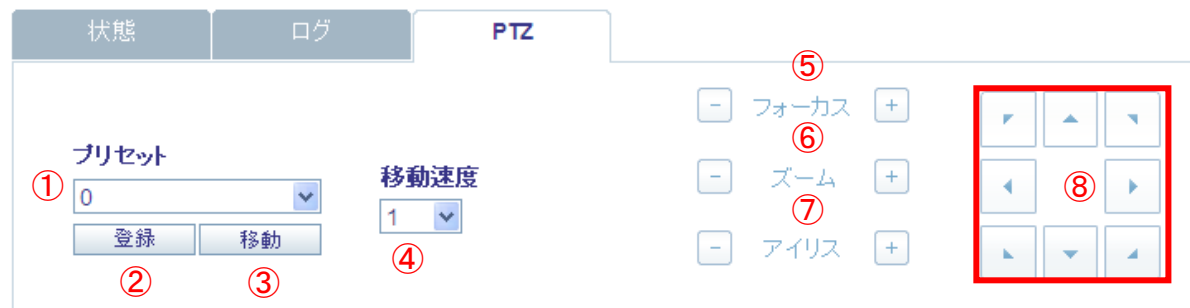 状態 ログ PTZ
⑤
- フォーカス +
⑥
プリセット
① 0
登録 移動
② ③
移動速度
1
④
- ズーム +
⑦
- アイリス +
⑧